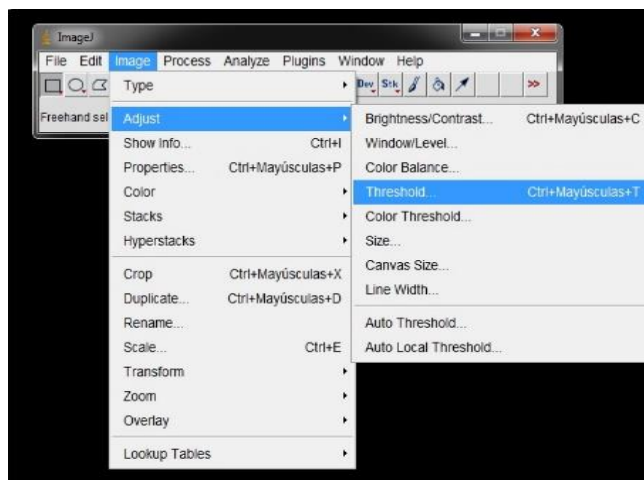 ImageJ
File Edit Image Process Analyze Plugins Window Help
Dev Stk >>
Freehand sel
Type
Adjust
Show Info... Ctrl+I
Properties... Ctrl+Mayúsculas+P
Color
Stacks
Hyperstacks
Crop Ctrl+Mayúsculas+X
Duplicate... Ctrl+Mayúsculas+D
Rename...
Scale... Ctrl+E
Transform
Zoom
Overlay
Lookup Tables
Brightness/Contrast... Ctrl+Mayúsculas+C
Window/Level...
Color Balance...
Threshold... Ctrl+Mayúsculas+T
Color Threshold...
Size...
Canvas Size...
Line Width...
Auto Threshold...
Auto Local Threshold...